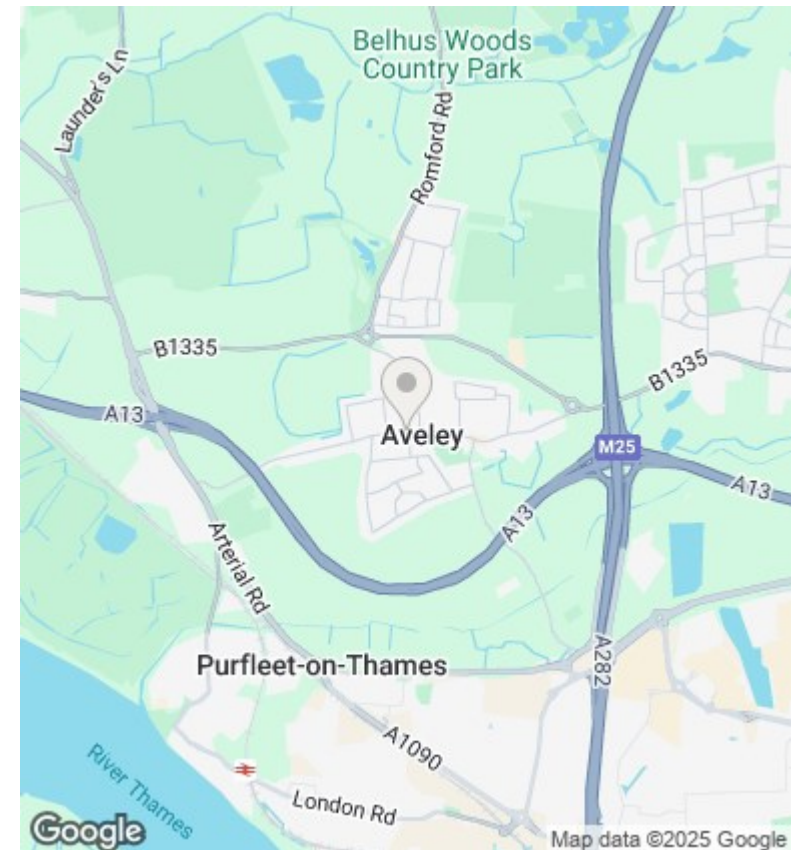 Belhus Woods
Country Park
Launder's Ln
Romford Rd
B1335
B1335
A13
Aveley
M25
A13
A13
Arterial Rd
Purfleet-on-Thames
A282
A1090
River Thames
London Rd
Google
Map data ©2025 Google